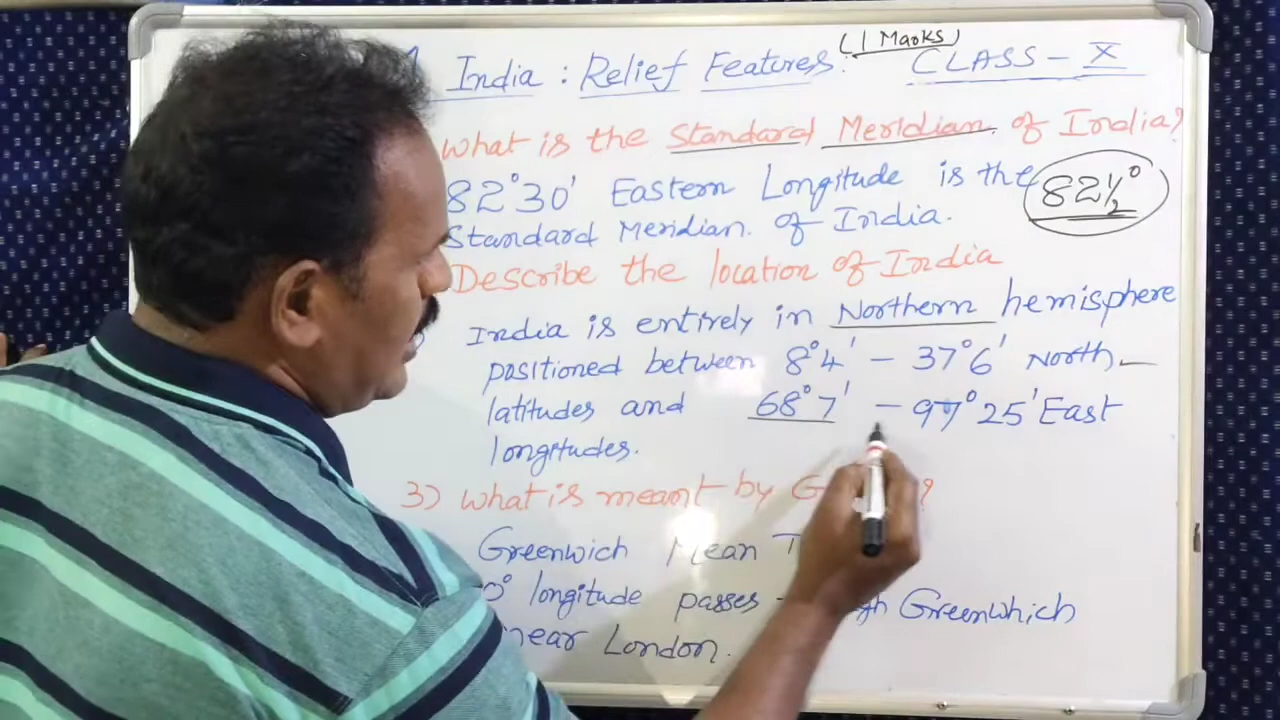 India : Relief Features. (1 Marks) CLASS - X
What is the Standard Meridian of India?
82°30' Eastern Longitude is the 82½°
Standard Meridian of India.
Describe the location of India
India is entirely in Northern hemisphere
positioned between 8°4' - 37°6' North
latitudes and 68°7' - 97°25' East
longitudes.
3) What is meant by G ?
Greenwich Mean T
0° longitude passes Greenwhich
near London.